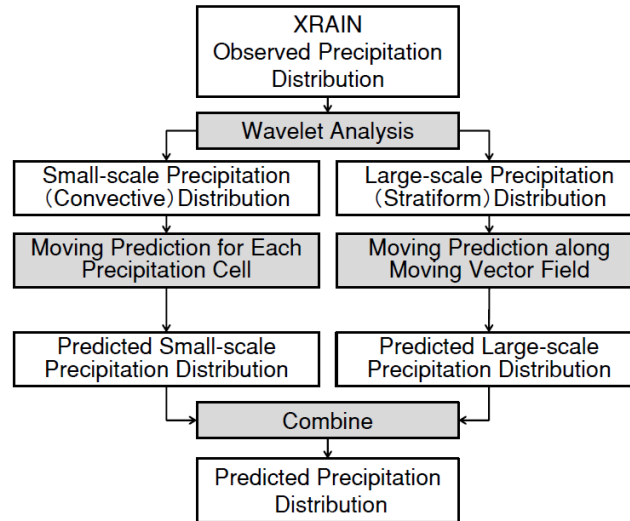 XRAIN
Observed Precipitation
Distribution
Wavelet Analysis
Small-scale Precipitation
（Convective）Distribution
Large-scale Precipitation
（Stratiform）Distribution
Moving Prediction for Each
Precipitation Cell
Moving Prediction along
Moving Vector Field
Predicted Small-scale
Precipitation Distribution
Predicted Large-scale
Precipitation Distribution
Combine
Predicted Precipitation
Distribution